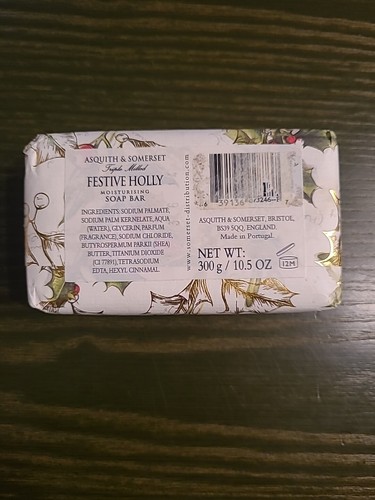 ASQUITH & SOMERSET
Triple Milled
FESTIVE HOLLY
MOISTURISING
SOAP BAR
INGREDIENTS: SODIUM PALMATE,
SODIUM PALM KERNELATE, AQUA
(WATER), GLYCERIN, PARFUM
(FRAGRANCE), SODIUM CHLORIDE,
BUTYROSPERMUM PARKII (SHEA)
BUTTER, TITANIUM DIOXIDE
(CI 77891), TETRASODIUM
EDTA, HEXYL CINNAMAL.
www.somerset-distribution.com
ASQUITH & SOMERSET, BRISTOL,
BS39 5QQ, ENGLAND.
Made in Portugal.
NET WT:
300 g / 10.5 OZ
12M